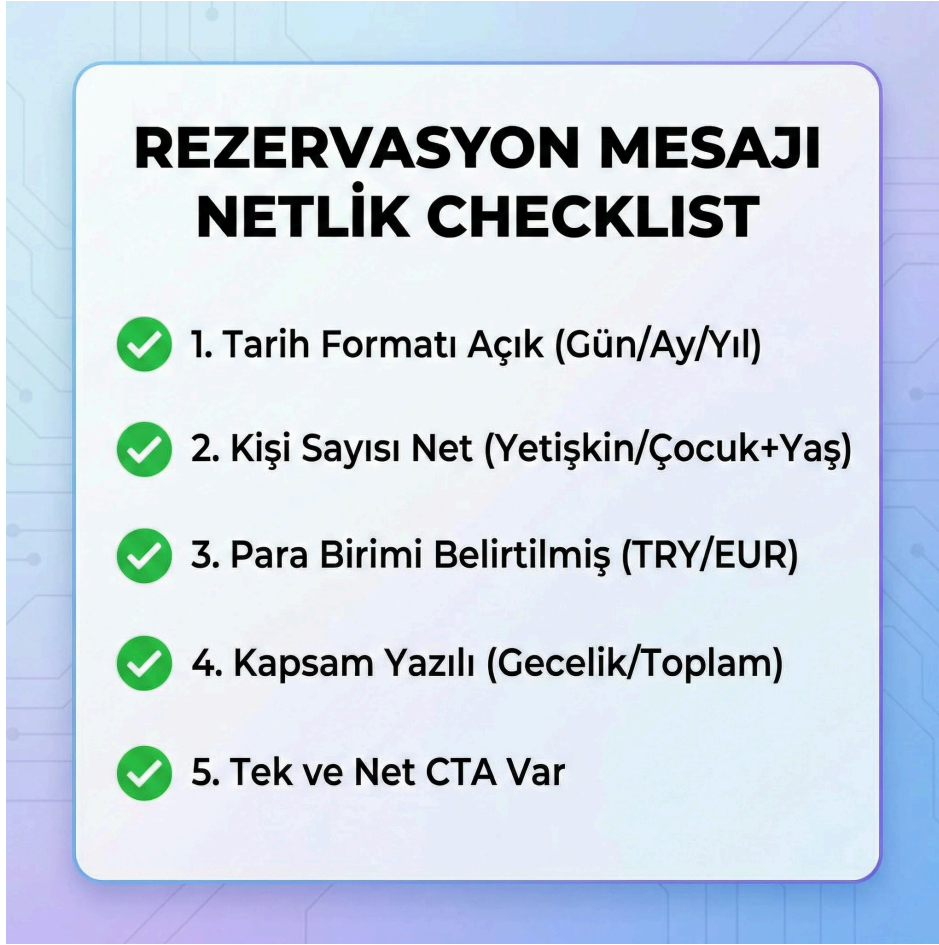 REZERVASYON MESAJI
NETLİK CHECKLIST
1. Tarih Formatı Açık (Gün/Ay/Yıl)
2. Kişi Sayısı Net (Yetişkin/Çocuk+Yaş)
3. Para Birimi Belirtilmiş (TRY/EUR)
4. Kapsam Yazılı (Gecelik/Toplam)
5. Tek ve Net CTA Var